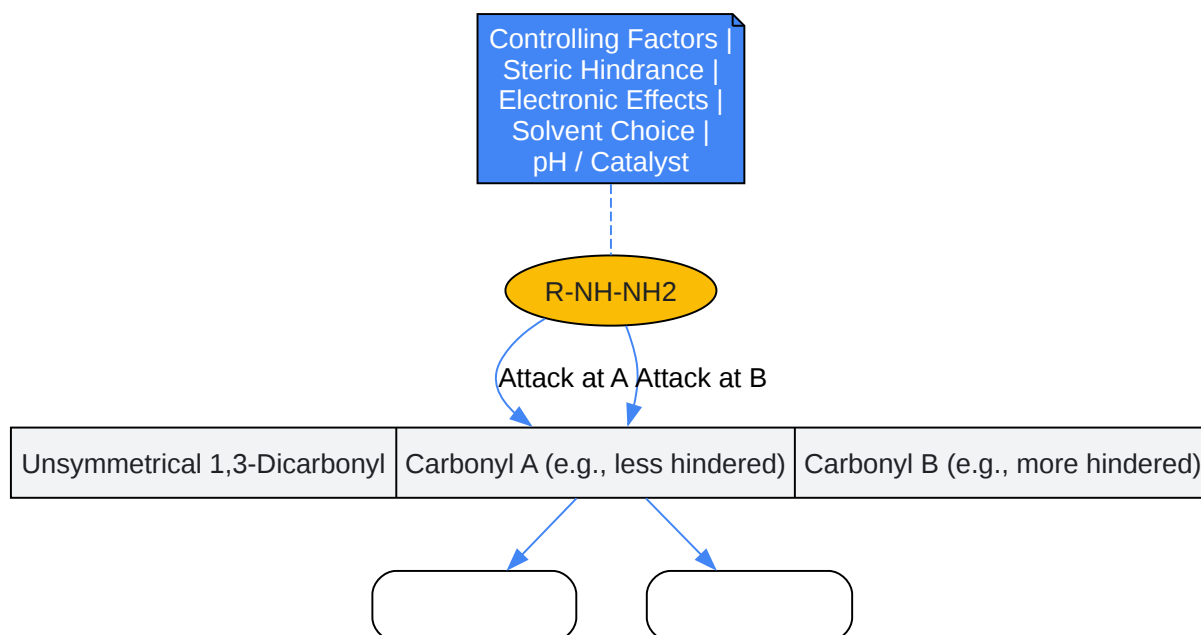 Controlling Factors |
Steric Hindrance |
Electronic Effects |
Solvent Choice |
pH / Catalyst
R-NH-NH2
Attack at A
Attack at B
Unsymmetrical 1,3-Dicarbonyl
Carbonyl A (e.g., less hindered)
Carbonyl B (e.g., more hindered)